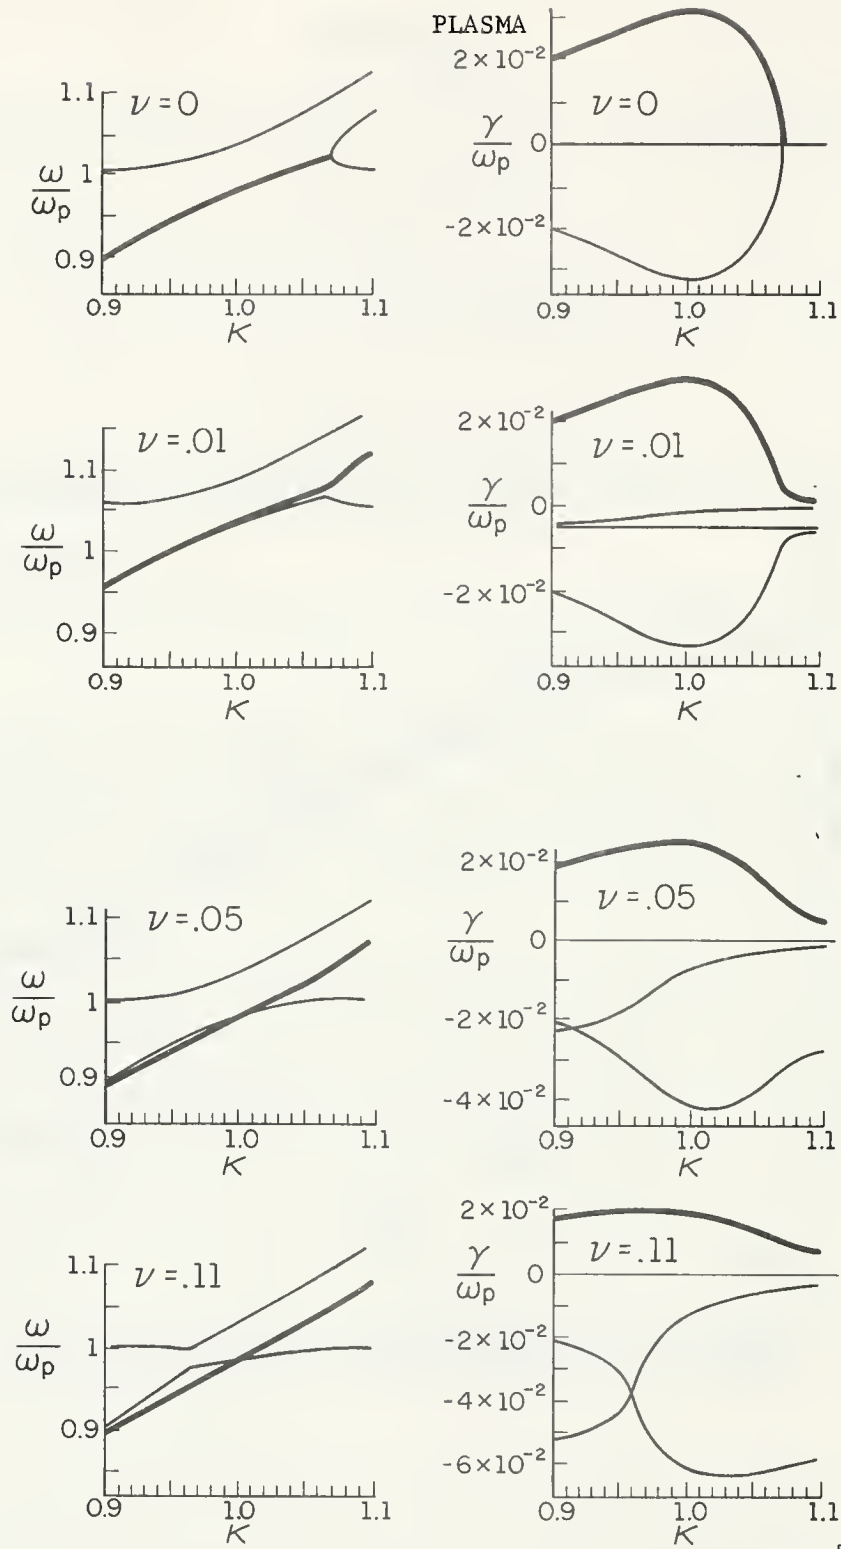 PLASMA
ν = 0
1.1
ω/ωp 1
0.9
0.9 1.0 1.1
κ
2 × 10⁻²
ν = 0
γ/ωp 0
-2 × 10⁻²
0.9 1.0 1.1
κ
ν = .01
1.1
ω/ωp 1
0.9
0.9 1.0 1.1
κ
2 × 10⁻²
ν = .01
γ/ωp 0
-2 × 10⁻²
0.9 1.0 1.1
κ
ν = .05
1.1
ω/ωp 1
0.9
0.9 1.0 1.1
κ
2 × 10⁻²
ν = .05
γ/ωp 0
-2 × 10⁻²
-4 × 10⁻²
0.9 1.0 1.1
κ
1.1
ν = .11
ω/ωp 1
0.9
0.9 1.0 1.1
κ
2 × 10⁻²
ν = .11
γ/ωp 0
-2 × 10⁻²
-4 × 10⁻²
-6 × 10⁻²
0.9 1.0 1.1
κ